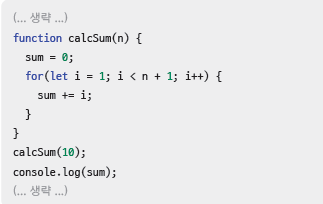 (... 생략 ...)
function calcSum(n) {
  sum = 0;
  for(let i = 1; i < n + 1; i++) {
    sum += i;
  }
}
calcSum(10);
console.log(sum);
(... 생략 ...)